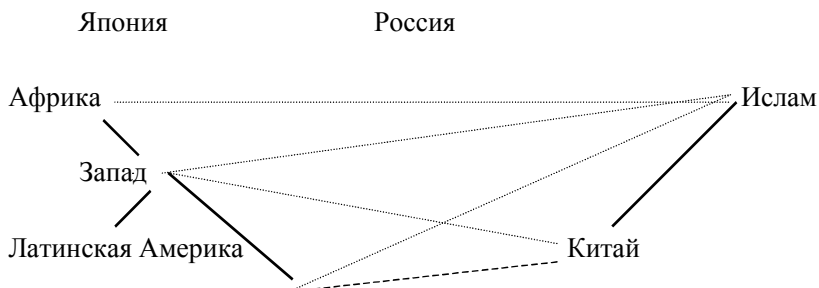 Япония Россия
Африка Ислам
Запад
Латинская Америка Китай